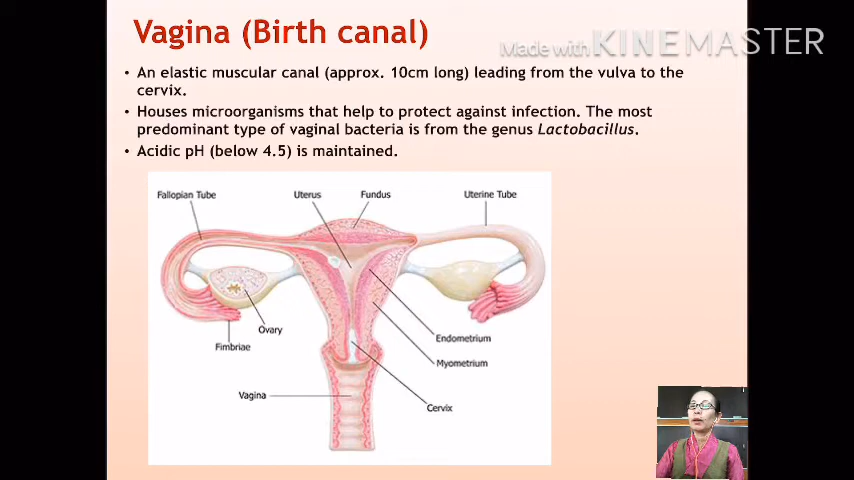 Vagina (Birth canal)
Made with KINEMASTER
• An elastic muscular canal (approx. 10cm long) leading from the vulva to the
cervix.
• Houses microorganisms that help to protect against infection. The most
predominant type of vaginal bacteria is from the genus Lactobacillus.
• Acidic pH (below 4.5) is maintained.
Fallopian Tube
Uterus
Fundus
Uterine Tube
Ovary
Fimbriae
Endometrium
Myometrium
Vagina
Cervix